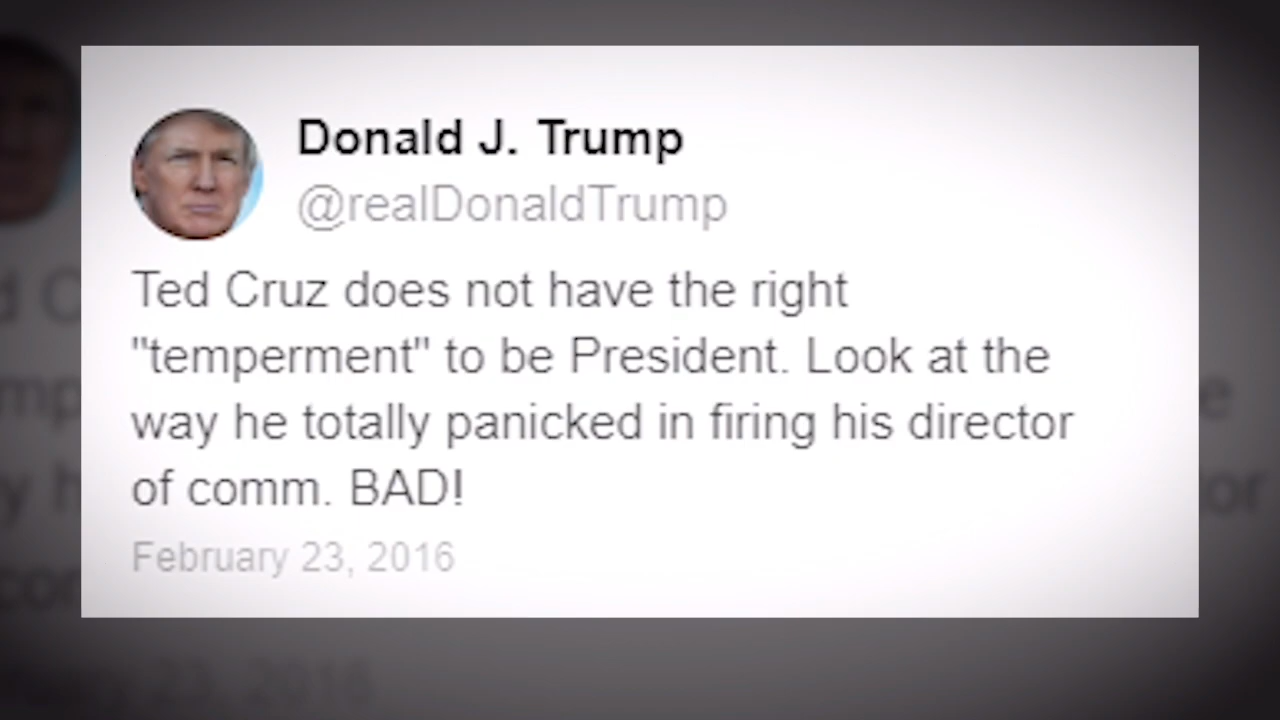 Donald J. Trump
@realDonaldTrump
Ted Cruz does not have the right
"temperment" to be President. Look at the
way he totally panicked in firing his director
of comm. BAD!
February 23, 2016